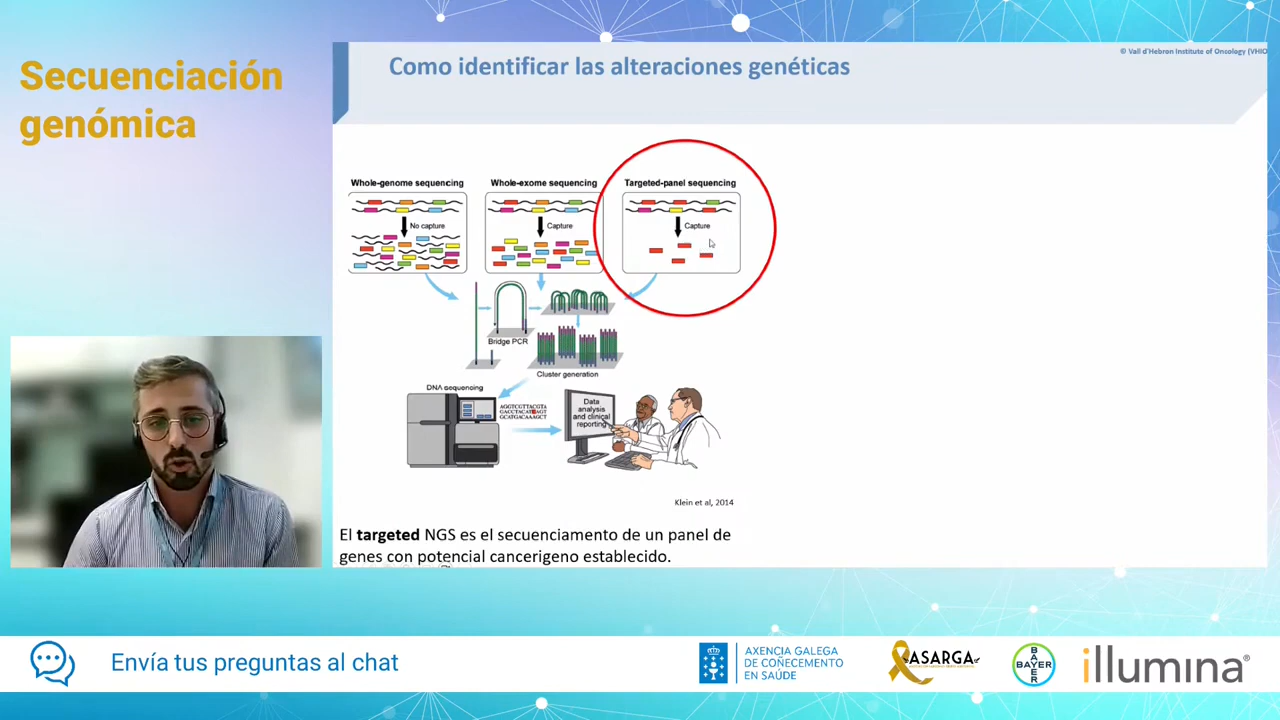 Secuenciación
genómica
© Vall d'Hebron Institute of Oncology (VHIO
Como identificar las alteraciones genéticas
Whole-genome sequencing
Whole-exome sequencing
Targeted-panel sequencing
No capture
Capture
Capture
Bridge PCR
Cluster generation
DNA sequencing
AGGTCGTTACGTA
GACCTACATCAGT
GCATGACAAAGCT
Data
analysis
and clinical
reporting
Klein et al, 2014
El targeted NGS es el secuenciamento de un panel de
genes con potencial cancerigeno establecido.
Envía tus preguntas al chat
AXENCIA GALEGA
DE COÑECEMENTO
EN SAÚDE
ASARGA
BAYER
BAYER
illumina®